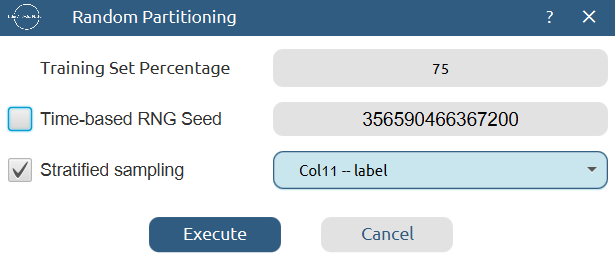 Random Partitioning ?
Training Set Percentage 75
Time-based RNG Seed 356590466367200
Stratified sampling Col11 -- label
Execute Cancel